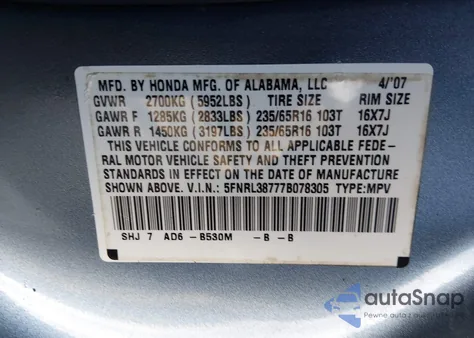 MFD. BY HONDA MFG. OF ALABAMA, LLC 4/'07
GVWR 2700KG (5952LBS) TIRE SIZE RIM SIZE
GAWR F 1285KG (2833LBS) 235/65R16 103T 16X7J
GAWR R 1450KG (3197LBS) 235/65R16 103T 16X7J
THIS VEHICLE CONFORMS TO ALL APPLICABLE FEDE-
RAL MOTOR VEHICLE SAFETY AND THEFT PREVENTION
STANDARDS IN EFFECT ON THE DATE OF MANUFACTURE
SHOWN ABOVE. V.I.N.: 5FNRL38777B078305 TYPE:MPV
SHJ 7 AD6 -B530M -B -B
autoSnap
Pewne auto z USA